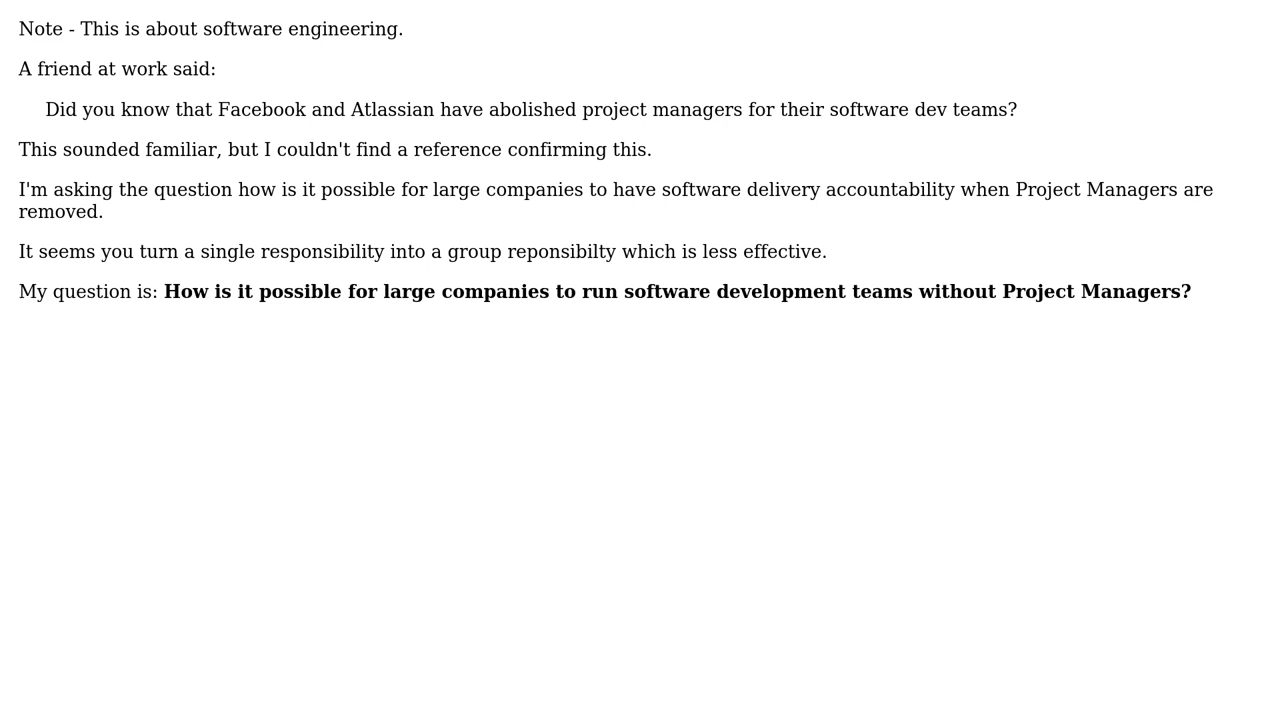 Note - This is about software engineering.
A friend at work said:
Did you know that Facebook and Atlassian have abolished project managers for their software dev teams?
This sounded familiar, but I couldn't find a reference confirming this.
I'm asking the question how is it possible for large companies to have software delivery accountability when Project Managers are
removed.
It seems you turn a single responsibility into a group reponsibilty which is less effective.
My question is: How is it possible for large companies to run software development teams without Project Managers?